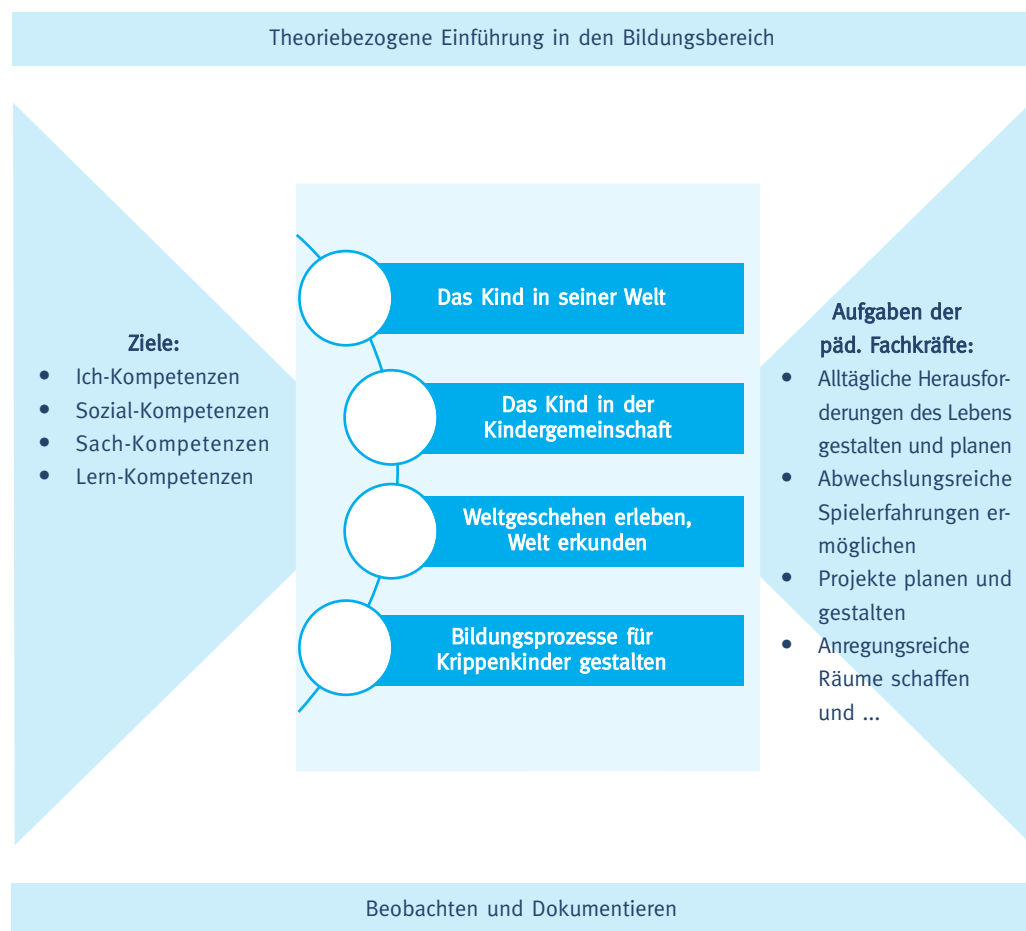 Theoriebezogene Einführung in den Bildungsbereich
Ziele:
• Ich-Kompetenzen
• Sozial-Kompetenzen
• Sach-Kompetenzen
• Lern-Kompetenzen
Das Kind in seiner Welt
Das Kind in der
Kindergemeinschaft
Weltgeschehen erleben,
Welt erkunden
Bildungsprozesse für
Krippenkinder gestalten
Aufgaben der
päd. Fachkräfte:
• Alltägliche Herausfor-
derungen des Lebens
gestalten und planen
• Abwechslungsreiche
Spielerfahrungen er-
möglichen
• Projekte planen und
gestalten
• Anregungsreiche
Räume schaffen
und ...
Beobachten und Dokumentieren